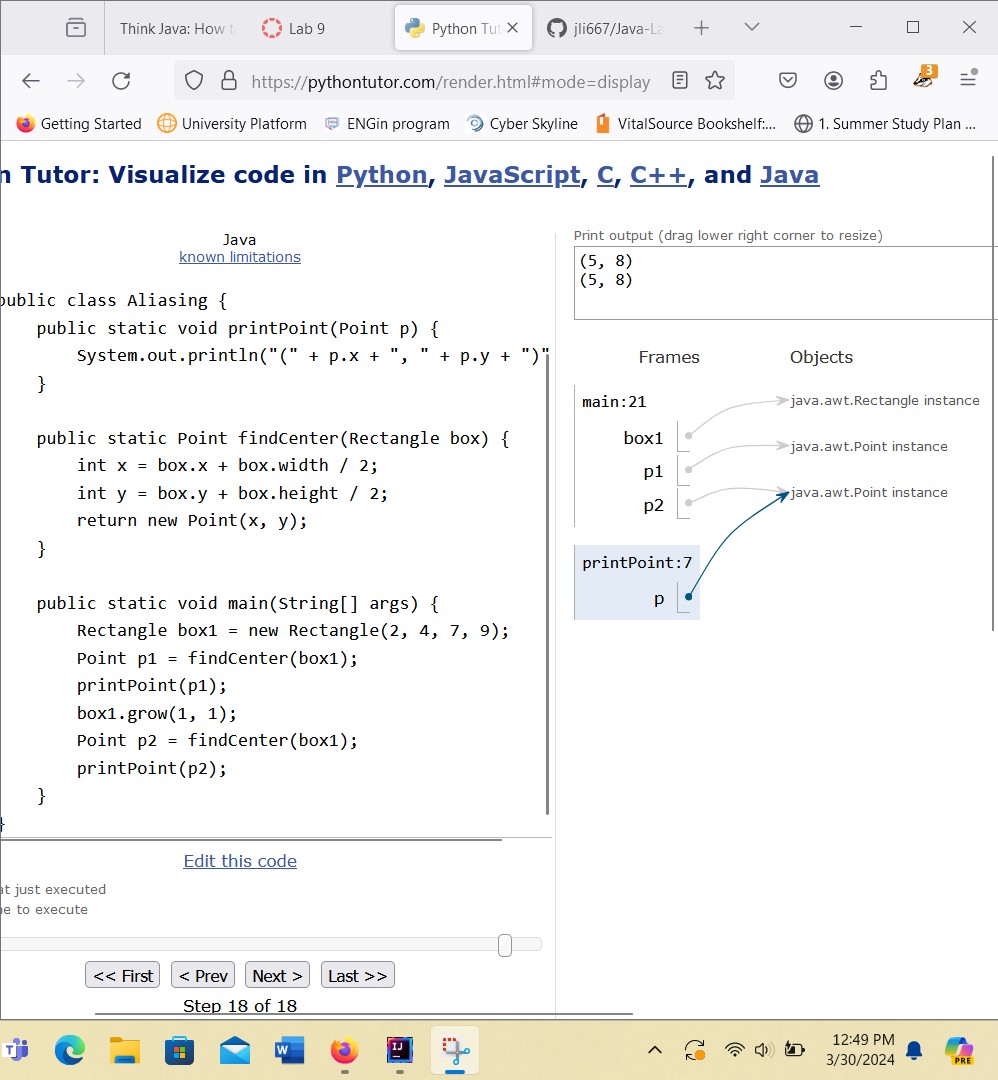 Think Java: How t
Lab 9
Python Tut
jli667/Java-La
https://pythontutor.com/render.html#mode=display
3
Getting Started
University Platform
ENGin program
Cyber Skyline
VitalSource Bookshelf:...
1. Summer Study Plan ...
n Tutor: Visualize code in Python, JavaScript, C, C++, and Java
Java
known limitations
public class Aliasing {
public static void printPoint(Point p) {
System.out.println("(" + p.x + ", " + p.y + ")"
}
public static Point findCenter(Rectangle box) {
int x = box.x + box.width / 2;
int y = box.y + box.height / 2;
return new Point(x, y);
}
public static void main(String[] args) {
Rectangle box1 = new Rectangle(2, 4, 7, 9);
Point p1 = findCenter(box1);
printPoint(p1);
box1.grow(1, 1);
Point p2 = findCenter(box1);
printPoint(p2);
}
}
Edit this code
at just executed
ne to execute
<< First
< Prev
Next >
Last >>
Step 18 of 18
Print output (drag lower right corner to resize)
(5, 8)
(5, 8)
Frames
Objects
main:21
box1
p1
p2
java.awt.Rectangle instance
java.awt.Point instance
java.awt.Point instance
printPoint:7
p
12:49 PM
3/30/2024
PRE